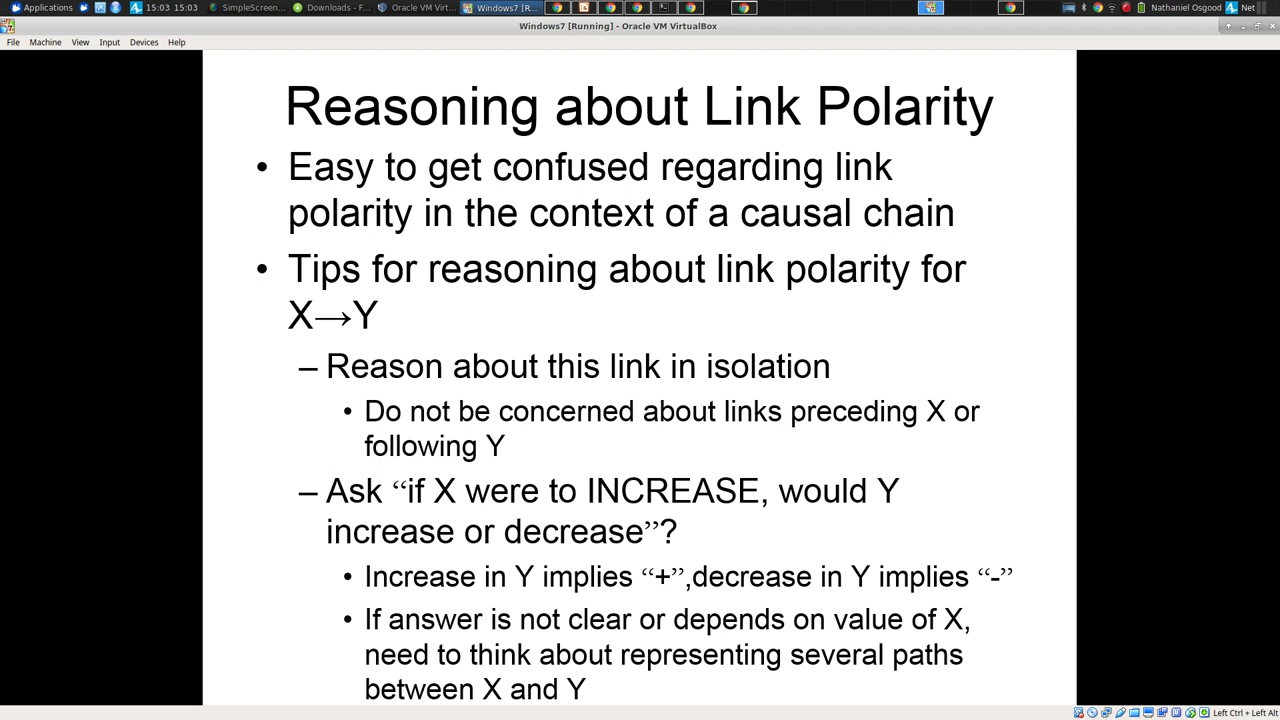 Applications 15:03 15:03 SimpleScreen... Downloads - F... Oracle VM Virt... Windows7 [R... Nathaniel Osgood Net
Windows7 [Running] - Oracle VM VirtualBox
File Machine View Input Devices Help
Reasoning about Link Polarity
• Easy to get confused regarding link
polarity in the context of a causal chain
• Tips for reasoning about link polarity for
X→Y
– Reason about this link in isolation
• Do not be concerned about links preceding X or
following Y
– Ask “if X were to INCREASE, would Y
increase or decrease”?
• Increase in Y implies “+”,decrease in Y implies “-”
• If answer is not clear or depends on value of X,
need to think about representing several paths
between X and Y
Left Ctrl + Left Alt